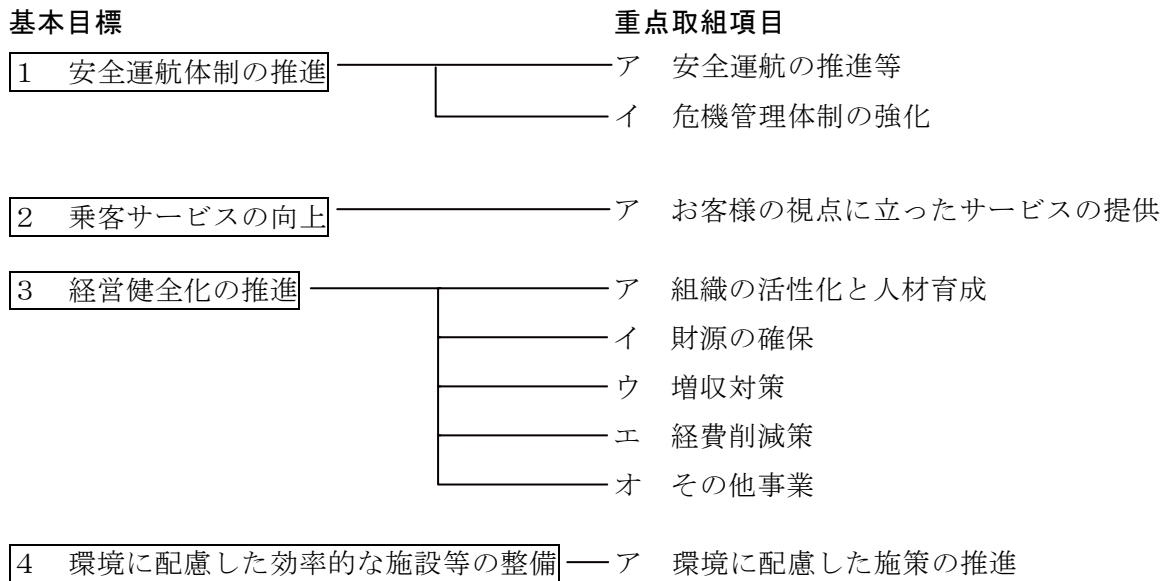 基本目標　重点取組項目
1　安全運航体制の推進　ア　安全運航の推進等
イ　危機管理体制の強化
2　乗客サービスの向上　ア　お客様の視点に立ったサービスの提供
3　経営健全化の推進　ア　組織の活性化と人材育成
イ　財源の確保
ウ　増収対策
エ　経費削減策
オ　その他事業
4　環境に配慮した効率的な施設等の整備　ア　環境に配慮した施策の推進